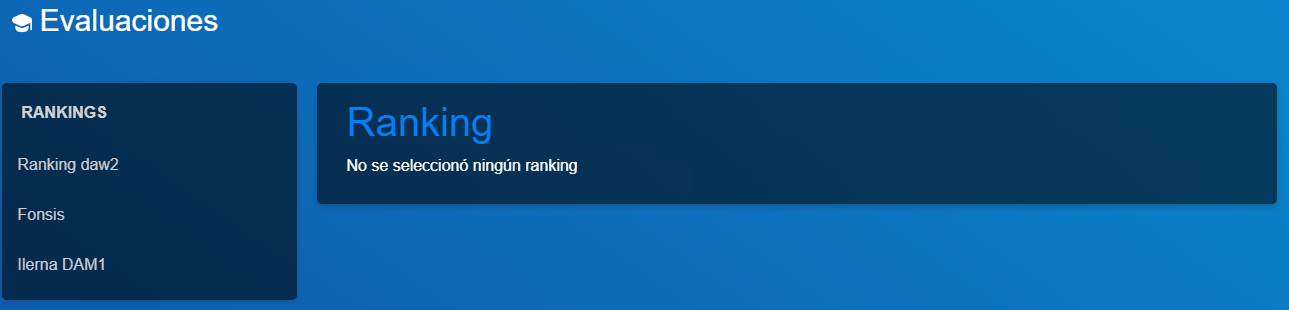 Evaluaciones
RANKINGS
Ranking daw2
Fonsis
Ilerna DAM1
Ranking
No se seleccionó ningún ranking